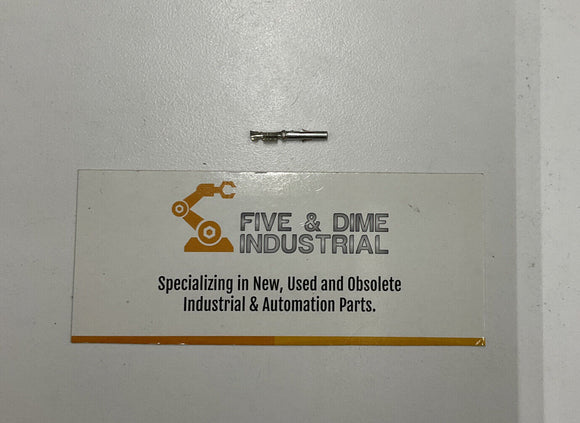 FIVE & DIME
INDUSTRIAL
Specializing in New, Used and Obsolete
Industrial & Automation Parts.